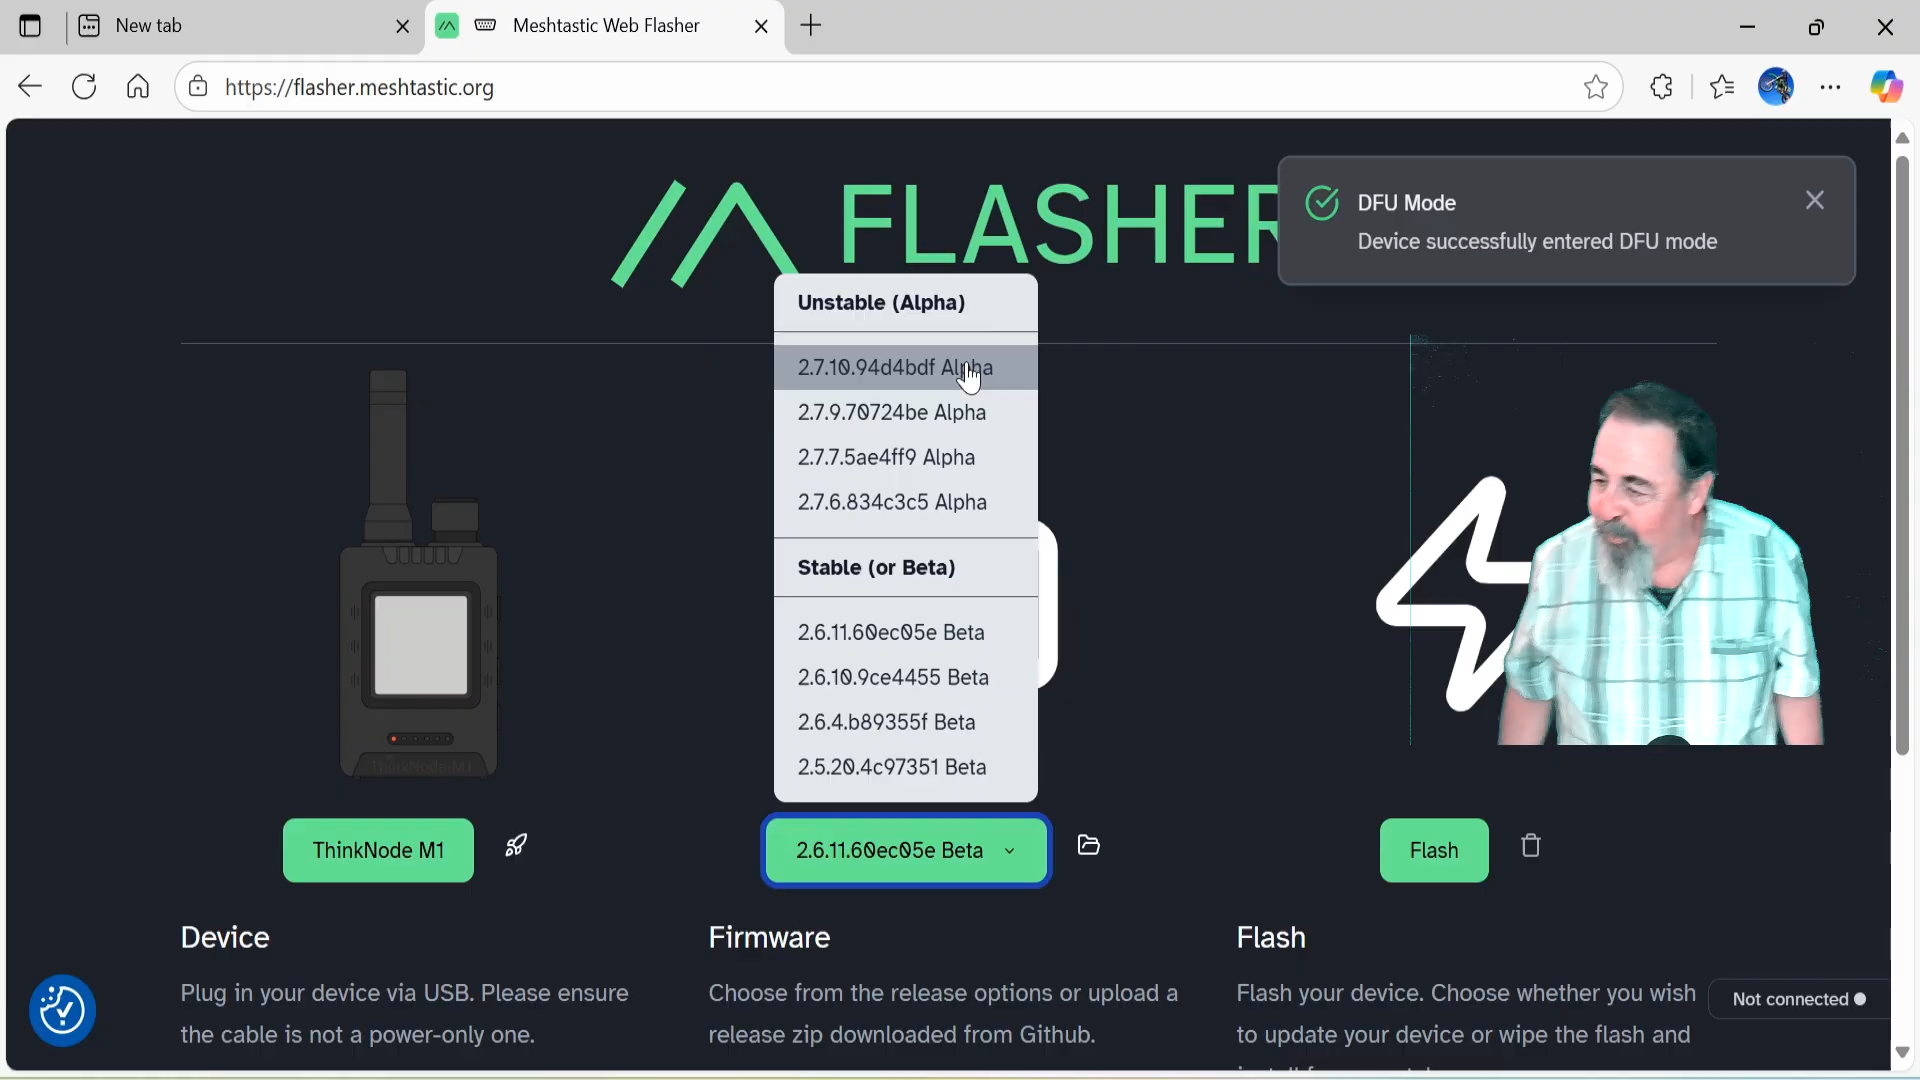 New tab
Meshtastic Web Flasher
https://flasher.meshtastic.org
FLASHER
DFU Mode
Device successfully entered DFU mode
Unstable (Alpha)
2.7.10.94d4bdf Alpha
2.7.9.70724be Alpha
2.7.7.5ae4ff9 Alpha
2.7.6.834c3c5 Alpha
Stable (or Beta)
2.6.11.60ec05e Beta
2.6.10.9ce4455 Beta
2.6.4.b89355f Beta
2.5.20.4c97351 Beta
ThinkNode M1
ThinkNode M1
2.6.11.60ec05e Beta
Flash
Device
Plug in your device via USB. Please ensure
the cable is not a power-only one.
Firmware
Choose from the release options or upload a
release zip downloaded from Github.
Flash
Flash your device. Choose whether you wish
to update your device or wipe the flash and
Not connected